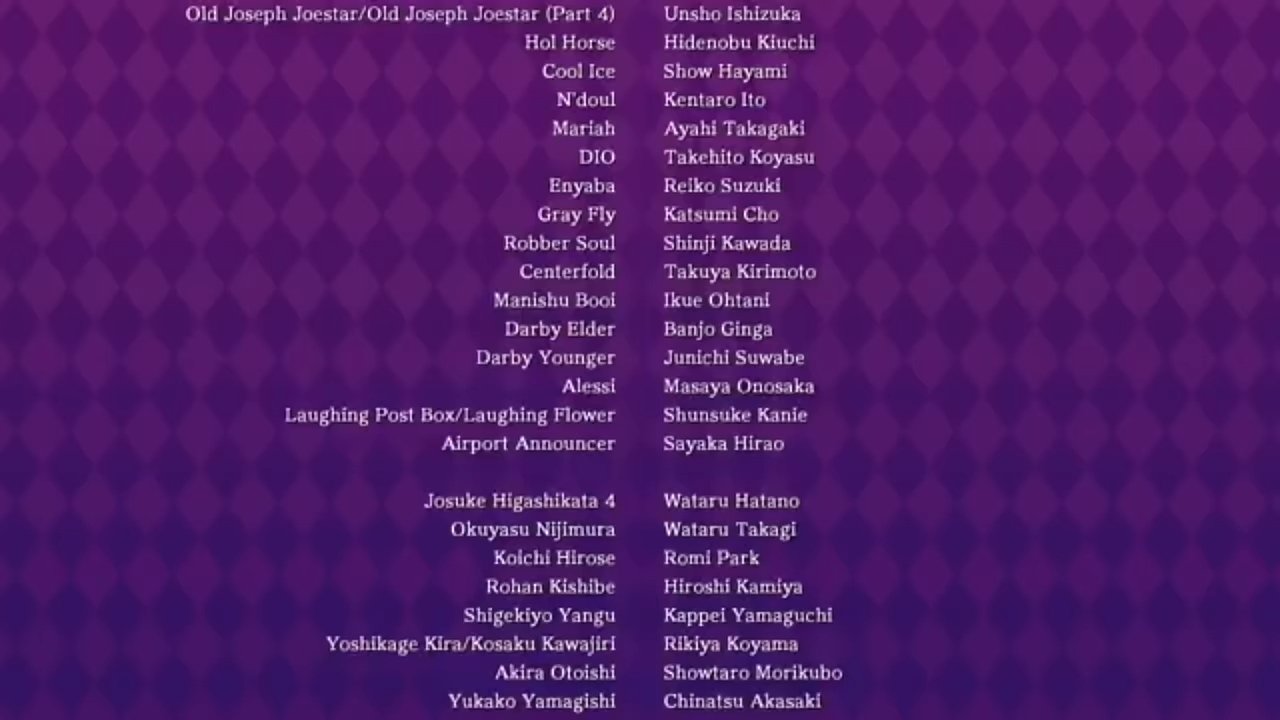 Old Joseph Joestar/Old Joseph Joestar (Part 4) Unsho Ishizuka
Hol Horse Hidenobu Kiuchi
Cool Ice Show Hayami
N'doul Kentaro Ito
Mariah Ayahi Takagaki
DIO Takehito Koyasu
Enyaba Reiko Suzuki
Gray Fly Katsumi Cho
Robber Soul Shinji Kawada
Centerfold Takuya Kirimoto
Manishu Booi Ikue Ohtani
Darby Elder Banjo Ginga
Darby Younger Junichi Suwabe
Alessi Masaya Onosaka
Laughing Post Box/Laughing Flower Shunsuke Kanie
Airport Announcer Sayaka Hirao
Josuke Higashikata 4 Wataru Hatano
Okuyasu Nijimura Wataru Takagi
Koichi Hirose Romi Park
Rohan Kishibe Hiroshi Kamiya
Shigekiyo Yangu Kappei Yamaguchi
Yoshikage Kira/Kosaku Kawajiri Rikiya Koyama
Akira Otoishi Showtaro Morikubo
Yukako Yamagishi Chinatsu Akasaki